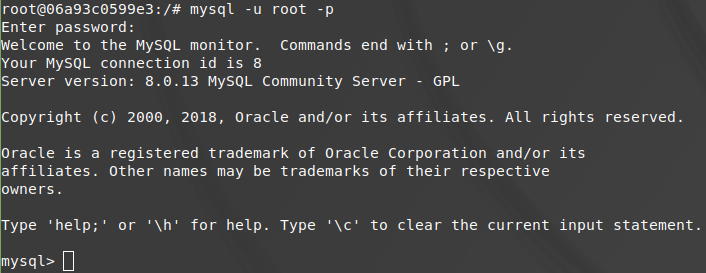 root@06a93c0599e3:/# mysql -u root -p
Enter password:
Welcome to the MySQL monitor.  Commands end with ; or \g.
Your MySQL connection id is 8
Server version: 8.0.13 MySQL Community Server - GPL

Copyright (c) 2000, 2018, Oracle and/or its affiliates. All rights reserved.

Oracle is a registered trademark of Oracle Corporation and/or its
affiliates. Other names may be trademarks of their respective
owners.

Type 'help;' or '\h' for help. Type '\c' to clear the current input statement.

mysql>